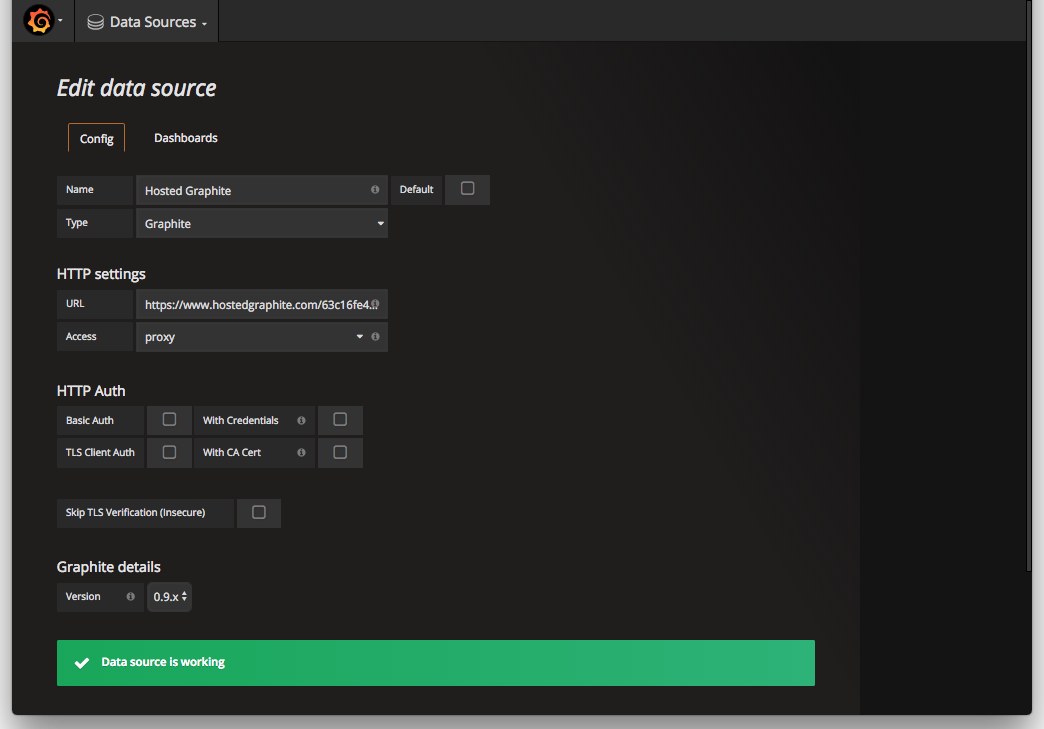 Data Sources
Edit data source
Config Dashboards
Name Hosted Graphite Default
Type Graphite
HTTP settings
URL https://www.hostedgraphite.com/63c16fe4...
Access proxy
HTTP Auth
Basic Auth With Credentials
TLS Client Auth With CA Cert
Skip TLS Verification (Insecure)
Graphite details
Version 0.9.x
Data source is working